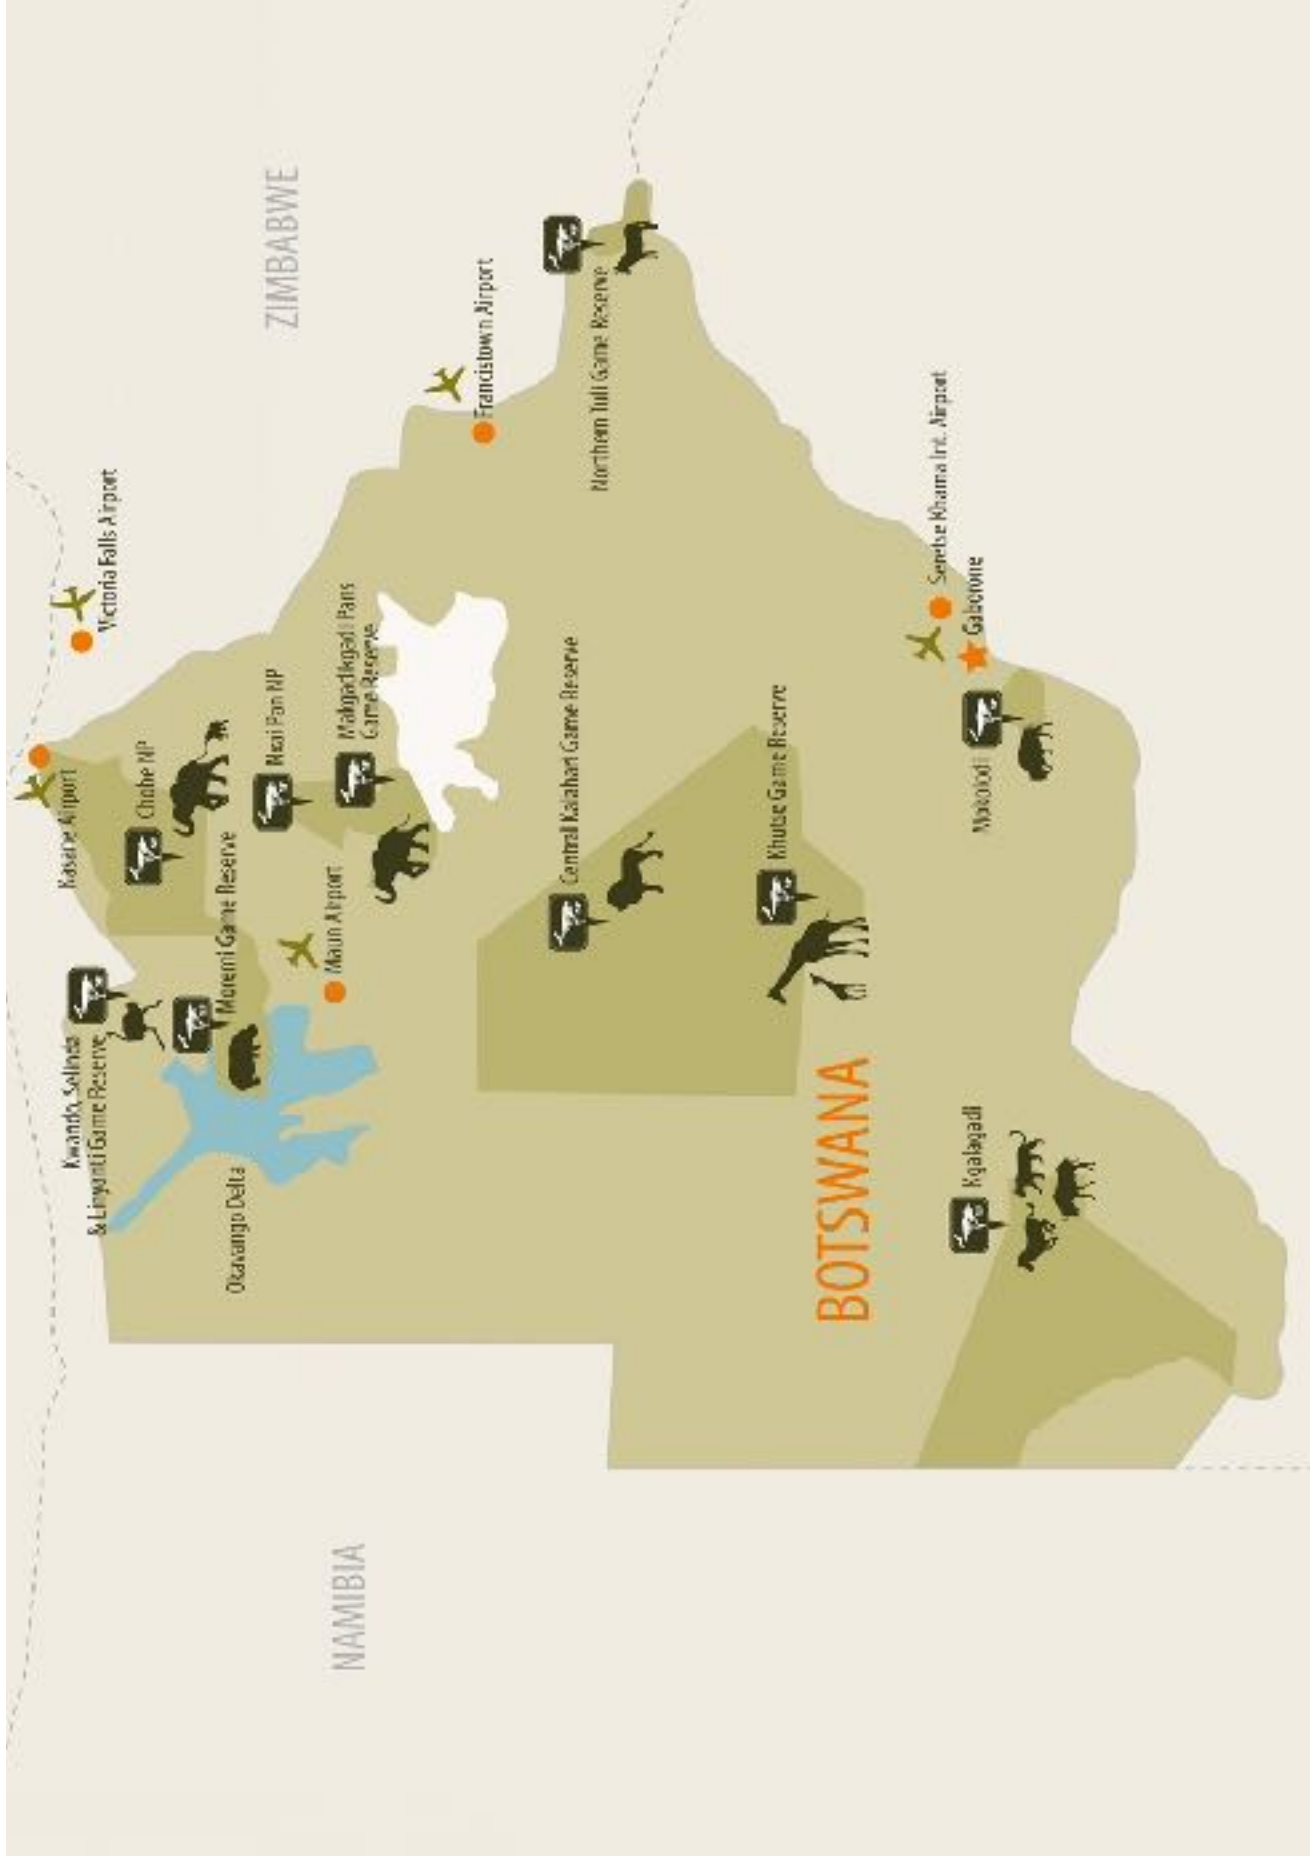 Kasane Airport
Victoria Falls Airport
Kwando, Selinda
& Linyanti Game Reserve
Chobe NP
Moremi Game Reserve
Okavango Delta
Nxai Pan NP
ZIMBABWE
Maun Airport
Makgadikgadi Pans
Game Reserve
NAMIBIA
Francistown Airport
Central Kalahari Game Reserve
Northern Tuli Game Reserve
Khutse Game Reserve
BOTSWANA
Seretse Khama Int. Airport
Gaborone
Kgalagadi
Mokolodi